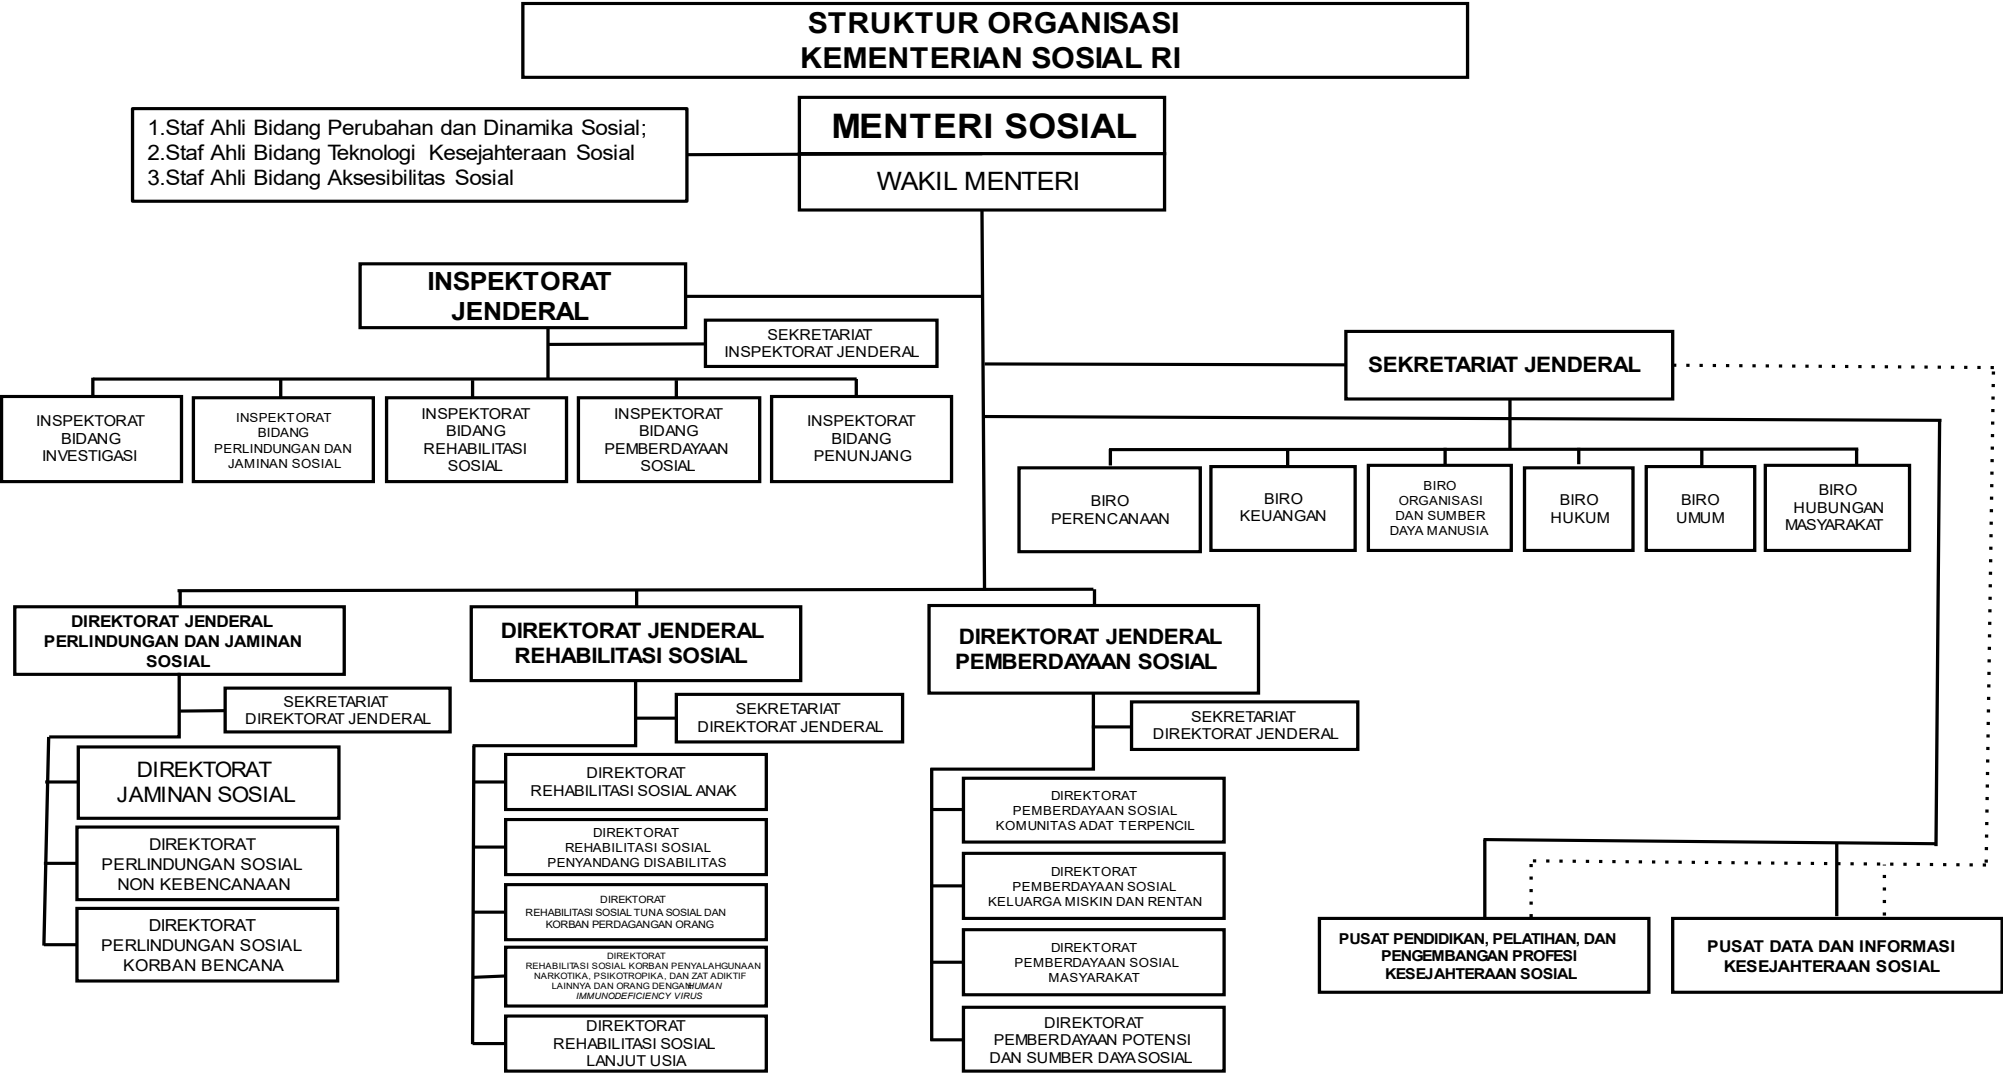 STRUKTUR ORGANISASI
KEMENTERIAN SOSIAL RI
MENTERI SOSIAL
WAKIL MENTERI
1.Staf Ahli Bidang Perubahan dan Dinamika Sosial;
2.Staf Ahli Bidang Teknologi Kesejahteraan Sosial
3.Staf Ahli Bidang Aksesibilitas Sosial
INSPEKTORAT
JENDERAL
SEKRETARIAT
INSPEKTORAT JENDERAL
INSPEKTORAT
BIDANG
INVESTIGASI
INSPEKTORAT
BIDANG
PERLINDUNGAN DAN
JAMINAN SOSIAL
INSPEKTORAT
BIDANG
REHABILITASI
SOSIAL
INSPEKTORAT
BIDANG
PEMBERDAYAAN
SOSIAL
INSPEKTORAT
BIDANG
PENUNJANG
SEKRETARIAT JENDERAL
BIRO
PERENCANAAN
BIRO
KEUANGAN
BIRO
ORGANISASI
DAN SUMBER
DAYA MANUSIA
BIRO
HUKUM
BIRO
UMUM
BIRO
HUBUNGAN
MASYARAKAT
DIREKTORAT JENDERAL
PERLINDUNGAN DAN JAMINAN
SOSIAL
SEKRETARIAT
DIREKTORAT JENDERAL
DIREKTORAT
JAMINAN SOSIAL
DIREKTORAT
PERLINDUNGAN SOSIAL
NON KEBENCANAAN
DIREKTORAT
PERLINDUNGAN SOSIAL
KORBAN BENCANA
DIREKTORAT JENDERAL
REHABILITASI SOSIAL
SEKRETARIAT
DIREKTORAT JENDERAL
DIREKTORAT
REHABILITASI SOSIAL ANAK
DIREKTORAT
REHABILITASI SOSIAL
PENYANDANG DISABILITAS
DIREKTORAT
REHABILITASI SOSIAL TUNA SOSIAL DAN
KORBAN PERDAGANGAN ORANG
DIREKTORAT
REHABILITASI SOSIAL KORBAN PENYALAHGUNAAN
NARKOTIKA, PSIKOTROPIKA, DAN ZAT ADIKTIF
LAINNYA DAN ORANG DENGAN HUMAN
IMMUNODEFICIENCY VIRUS
DIREKTORAT
REHABILITASI SOSIAL
LANJUT USIA
DIREKTORAT JENDERAL
PEMBERDAYAAN SOSIAL
SEKRETARIAT
DIREKTORAT JENDERAL
DIREKTORAT
PEMBERDAYAAN SOSIAL
KOMUNITAS ADAT TERPENCIL
DIREKTORAT
PEMBERDAYAAN SOSIAL
KELUARGA MISKIN DAN RENTAN
DIREKTORAT
PEMBERDAYAAN SOSIAL
MASYARAKAT
DIREKTORAT
PEMBERDAYAAN POTENSI
DAN SUMBER DAYA SOSIAL
PUSAT PENDIDIKAN, PELATIHAN, DAN
PENGEMBANGAN PROFESI
KESEJAHTERAAN SOSIAL
PUSAT DATA DAN INFORMASI
KESEJAHTERAAN SOSIAL